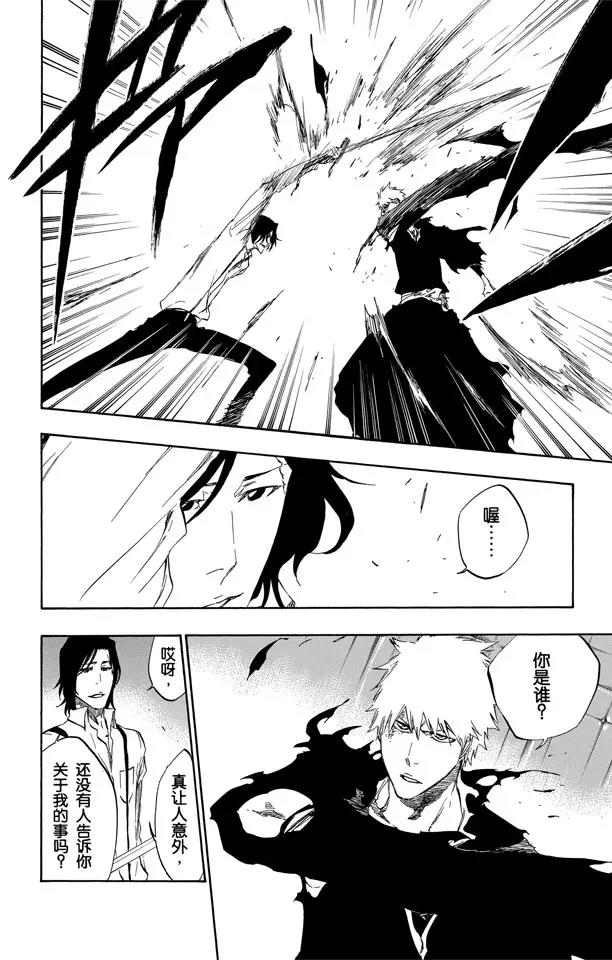 喔
……
你是谁？
哎呀，
真让人意外，
还没有人告诉你
关于我的事吗？